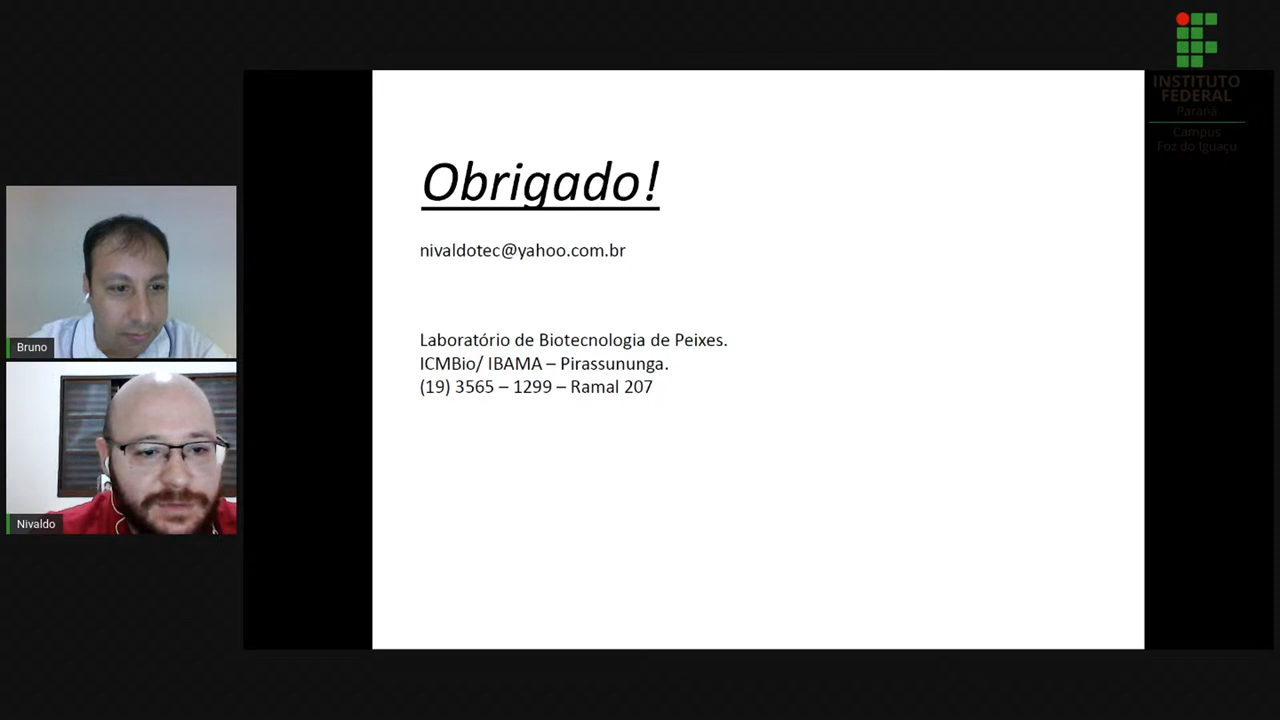 INSTITUTO
FEDERAL
Paraná
Campus
Foz do Iguaçu
Obrigado!
nivaldotec@yahoo.com.br
Laboratório de Biotecnologia de Peixes.
ICMBio/ IBAMA – Pirassununga.
(19) 3565 – 1299 – Ramal 207
Bruno
Nivaldo